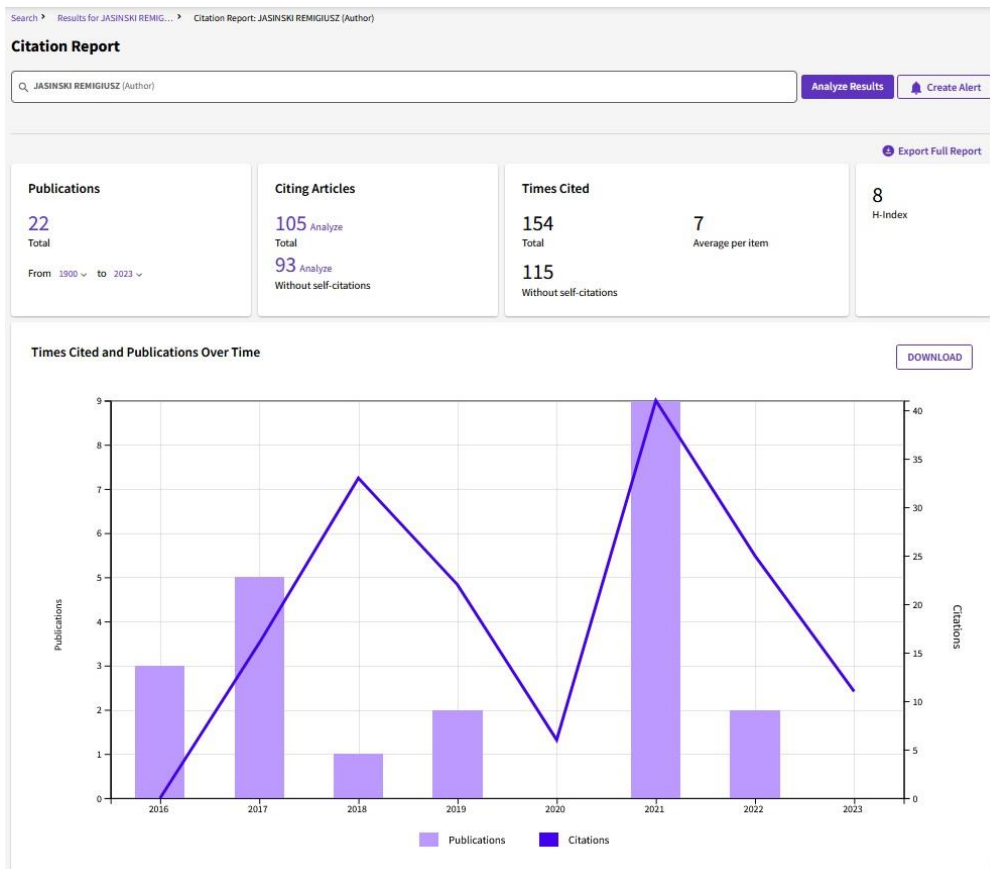 Search > Results for JASINSKI REMIG... > Citation Report: JASINSKI REMIGIUSZ (Author)
Citation Report
JASINSKI REMIGIUSZ (Author)
Analyze Results
Create Alert
Export Full Report
Publications
22
Total
From 1900 to 2023
Citing Articles
105 Analyze
Total
93 Analyze
Without self-citations
Times Cited
154
Total
115
Without self-citations
7
Average per item
8
H-Index
Times Cited and Publications Over Time
DOWNLOAD
9
8
7
6
5
4
3
2
1
0
Publications
40
35
30
25
20
15
10
5
0
Citations
2016 2017 2018 2019 2020 2021 2022 2023
Publications Citations